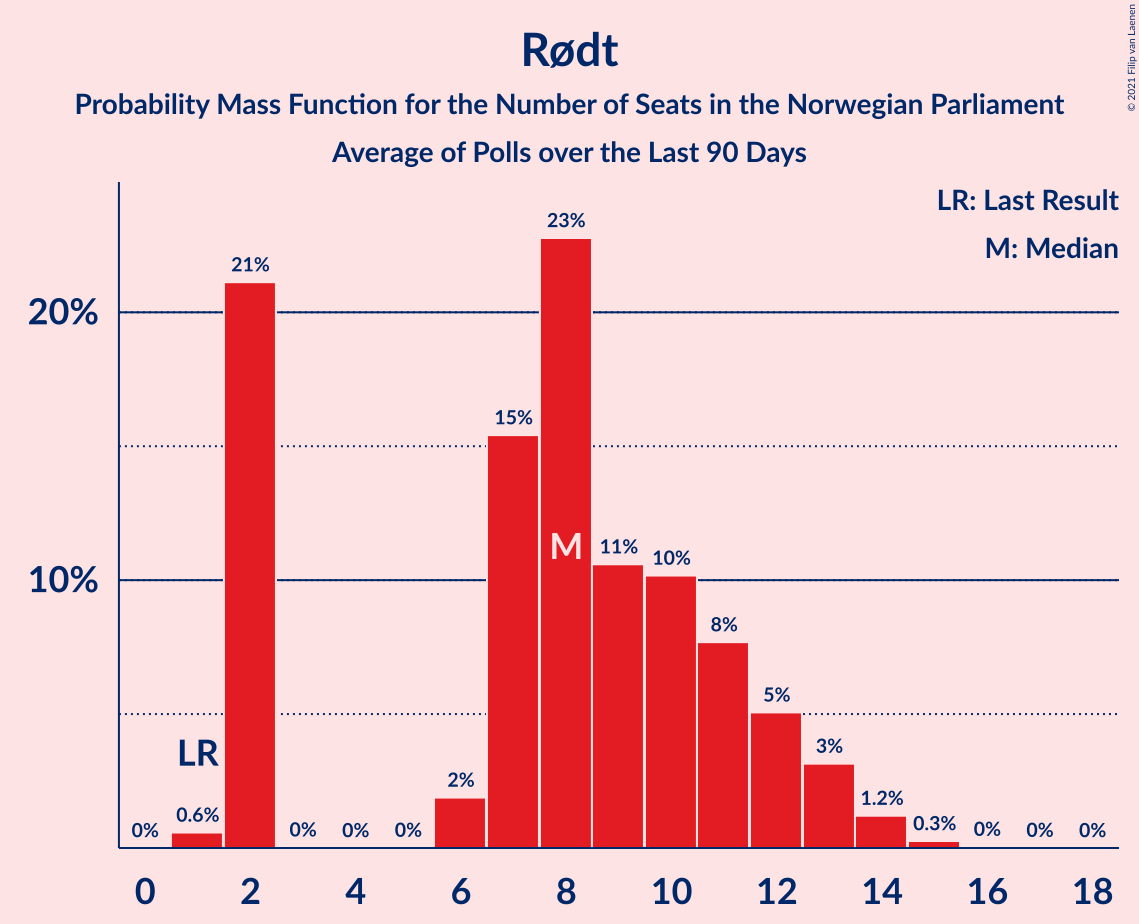 Rødt
Probability Mass Function for the Number of Seats in the Norwegian Parliament
Average of Polls over the Last 90 Days
© 2021 Filip van Laenen
LR: Last Result
M: Median
20%
10%
0%
0.6%
LR
21%
0%
0%
0%
2%
15%
23%
M
11%
10%
8%
5%
3%
1.2%
0.3%
0%
0%
0%
0 2 4 6 8 10 12 14 16 18